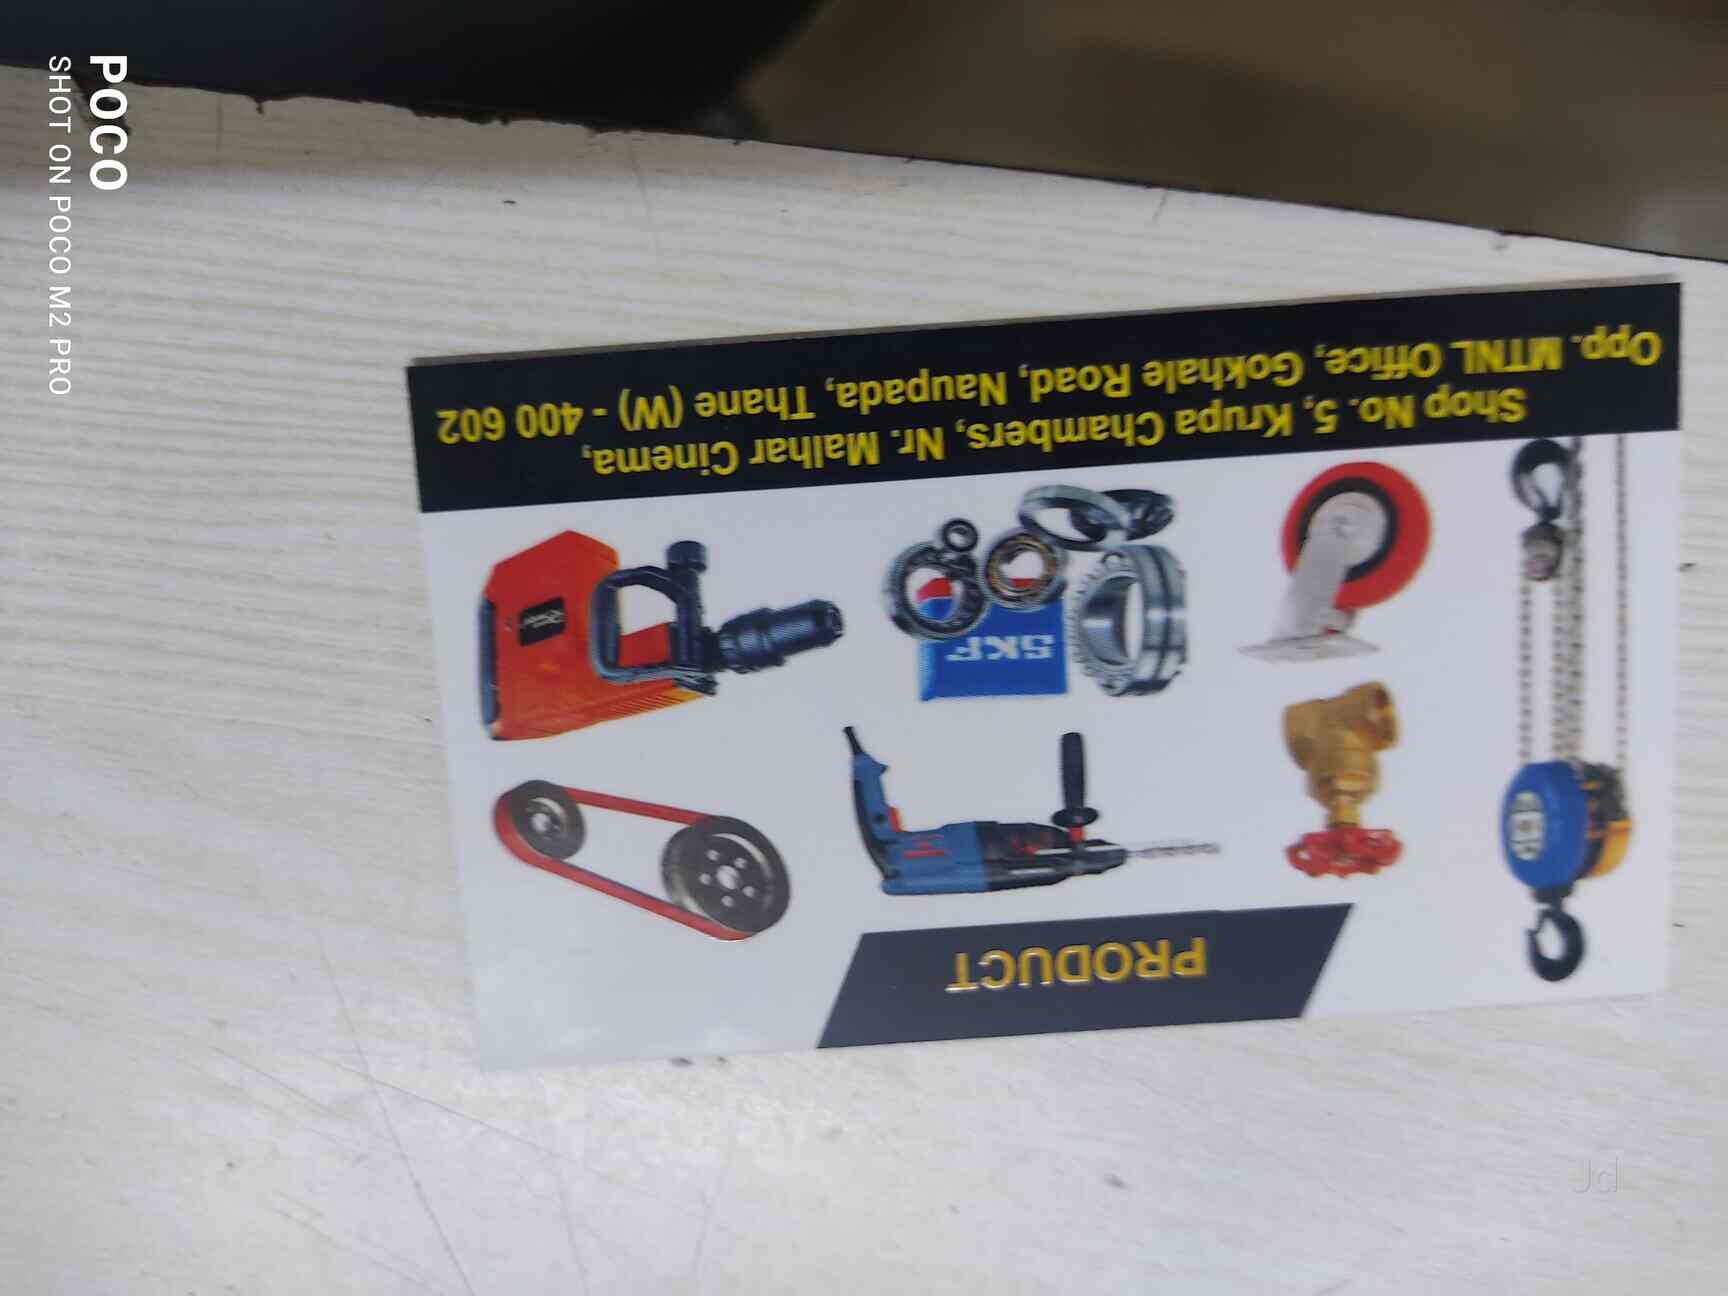 PRODUCT
SKF
Shop No. 5, Krupa Chambers, Nr. Malhar Cinema,
Opp. MTNL Office, Gokhale Road, Naupada, Thane (W) - 400 602
POCO
SHOT ON POCO M2 PRO
Jd